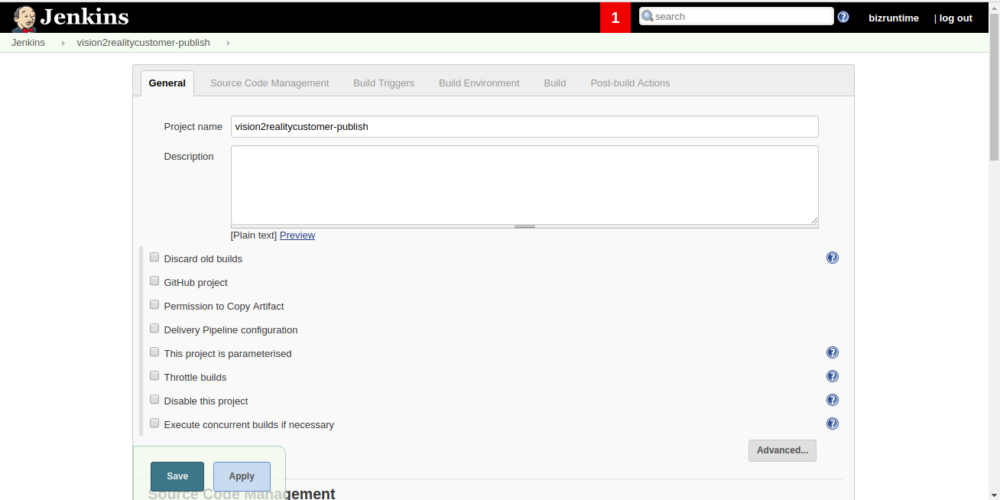 Jenkins 1 search bizruntime | log out
Jenkins vision2realitycustomer-publish
General Source Code Management Build Triggers Build Environment Build Post-build Actions
Project name vision2realitycustomer-publish
Description
[Plain text] Preview
Discard old builds
GitHub project
Permission to Copy Artifact
Delivery Pipeline configuration
This project is parameterised
Throttle builds
Disable this project
Execute concurrent builds if necessary
Advanced...
Save Apply
Source Code Management